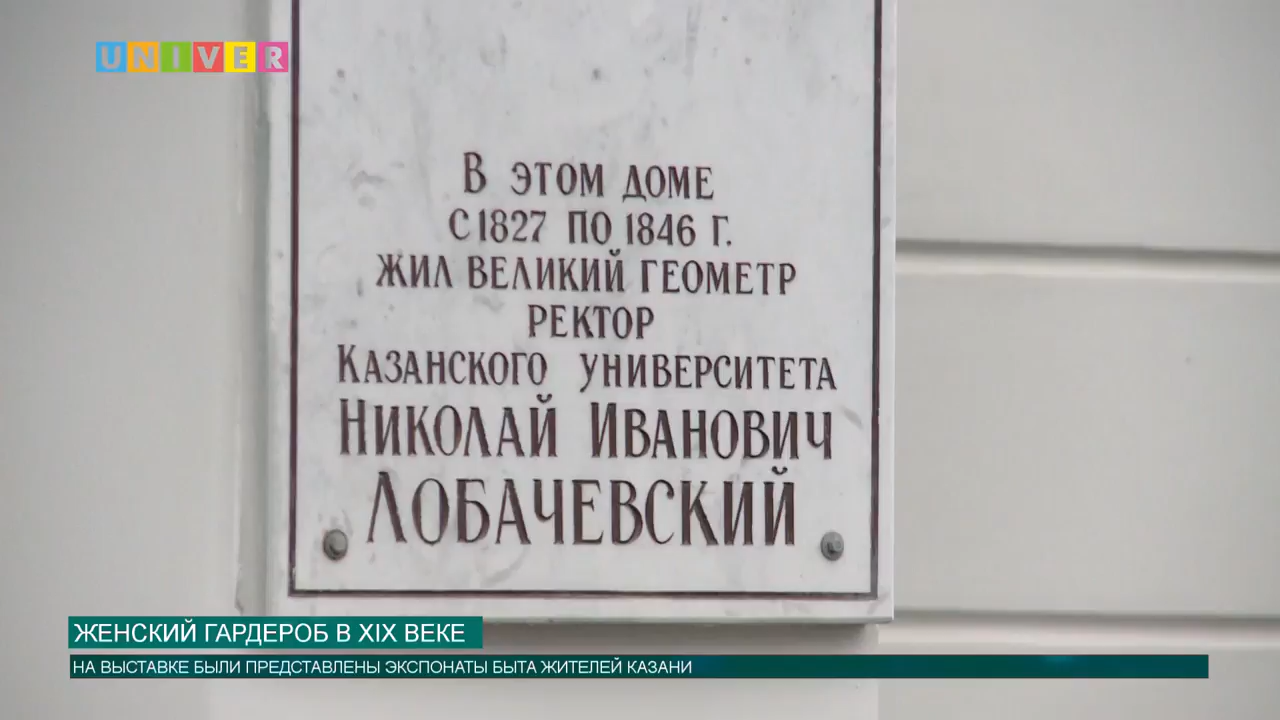 UNIVER
В ЭТОМ ДОМЕ
С 1827 ПО 1846 Г.
ЖИЛ ВЕЛИКИЙ ГЕОМЕТР
РЕКТОР
КАЗАНСКОГО УНИВЕРСИТЕТА
НИКОЛАЙ ИВАНОВИЧ
ЛОБАЧЕВСКИЙ
ЖЕНСКИЙ ГАРДЕРОБ В XIX ВЕКЕ
НА ВЫСТАВКЕ БЫЛИ ПРЕДСТАВЛЕНЫ ЭКСПОНАТЫ БЫТА ЖИТЕЛЕЙ КАЗАНИ